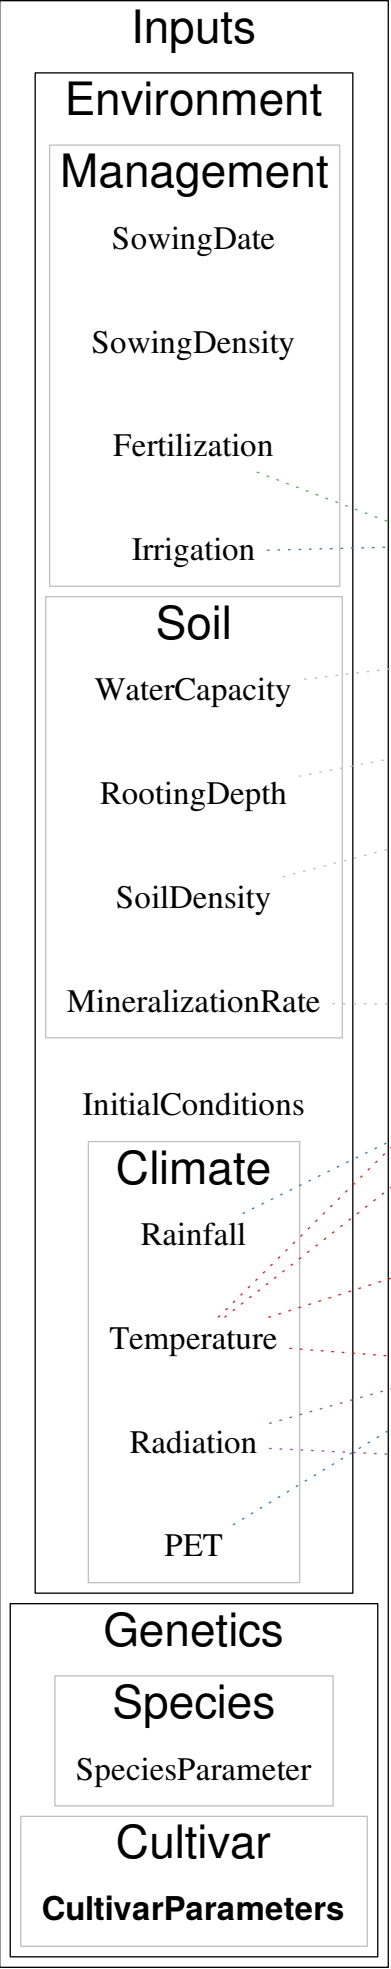 Inputs
Environment
Management
SowingDate
SowingDensity
Fertilization
Irrigation
Soil
WaterCapacity
RootingDepth
SoilDensity
MineralizationRate
InitialConditions
Climate
Rainfall
Temperature
Radiation
PET
Genetics
Species
SpeciesParameter
Cultivar
CultivarParameters